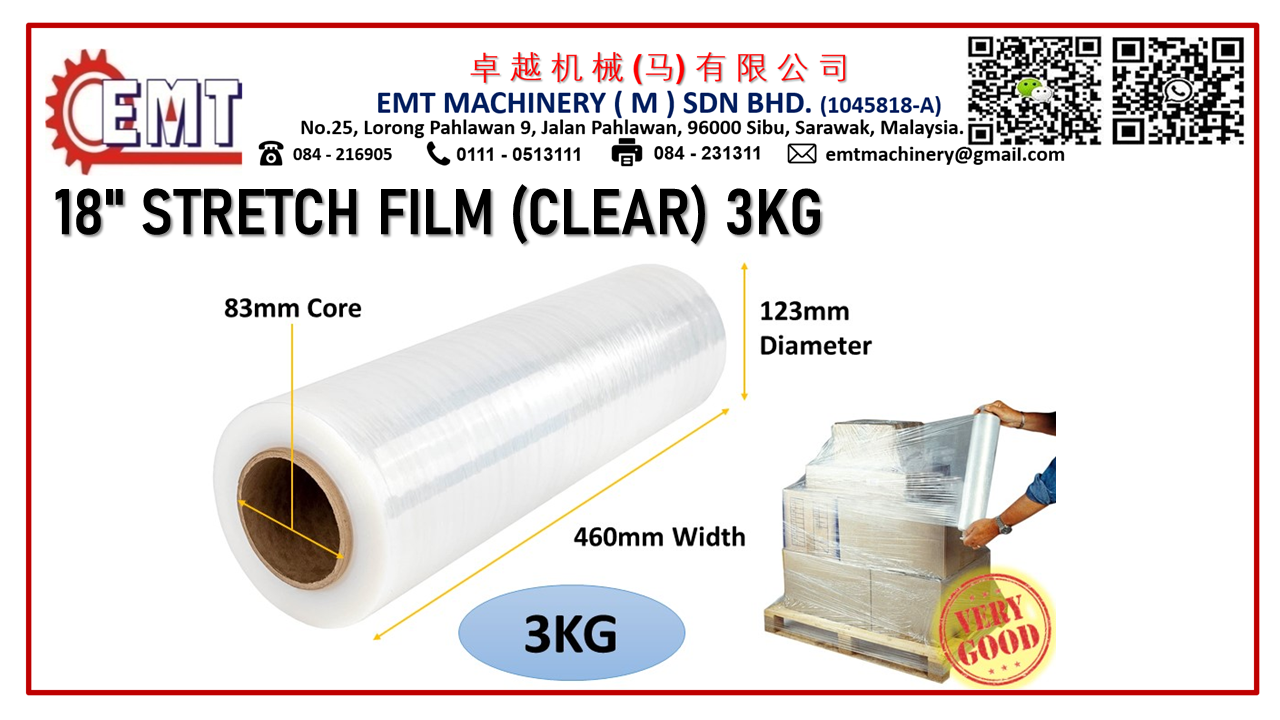 EMT
卓越机械(马)有限公司
EMT MACHINERY ( M ) SDN BHD. (1045818-A)
No.25, Lorong Pahlawan 9, Jalan Pahlawan, 96000 Sibu, Sarawak, Malaysia.
084 - 216905 0111 - 0513111 084 - 231311 emtmachinery@gmail.com
18" STRETCH FILM (CLEAR) 3KG
83mm Core
123mm
Diameter
460mm Width
3KG
VERY
GOOD